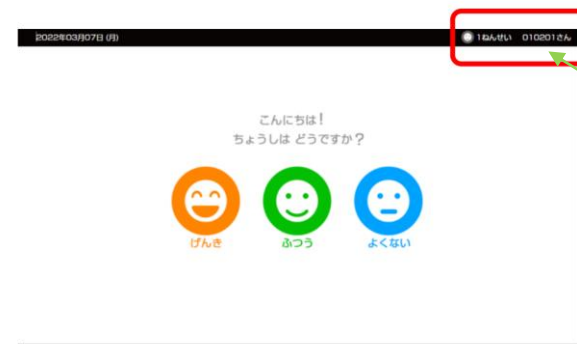 2022年03月07日 (月)
1ねんせい 010201さん
こんにちは!
ちょうしは どうですか?
げんき
ふつう
よくない